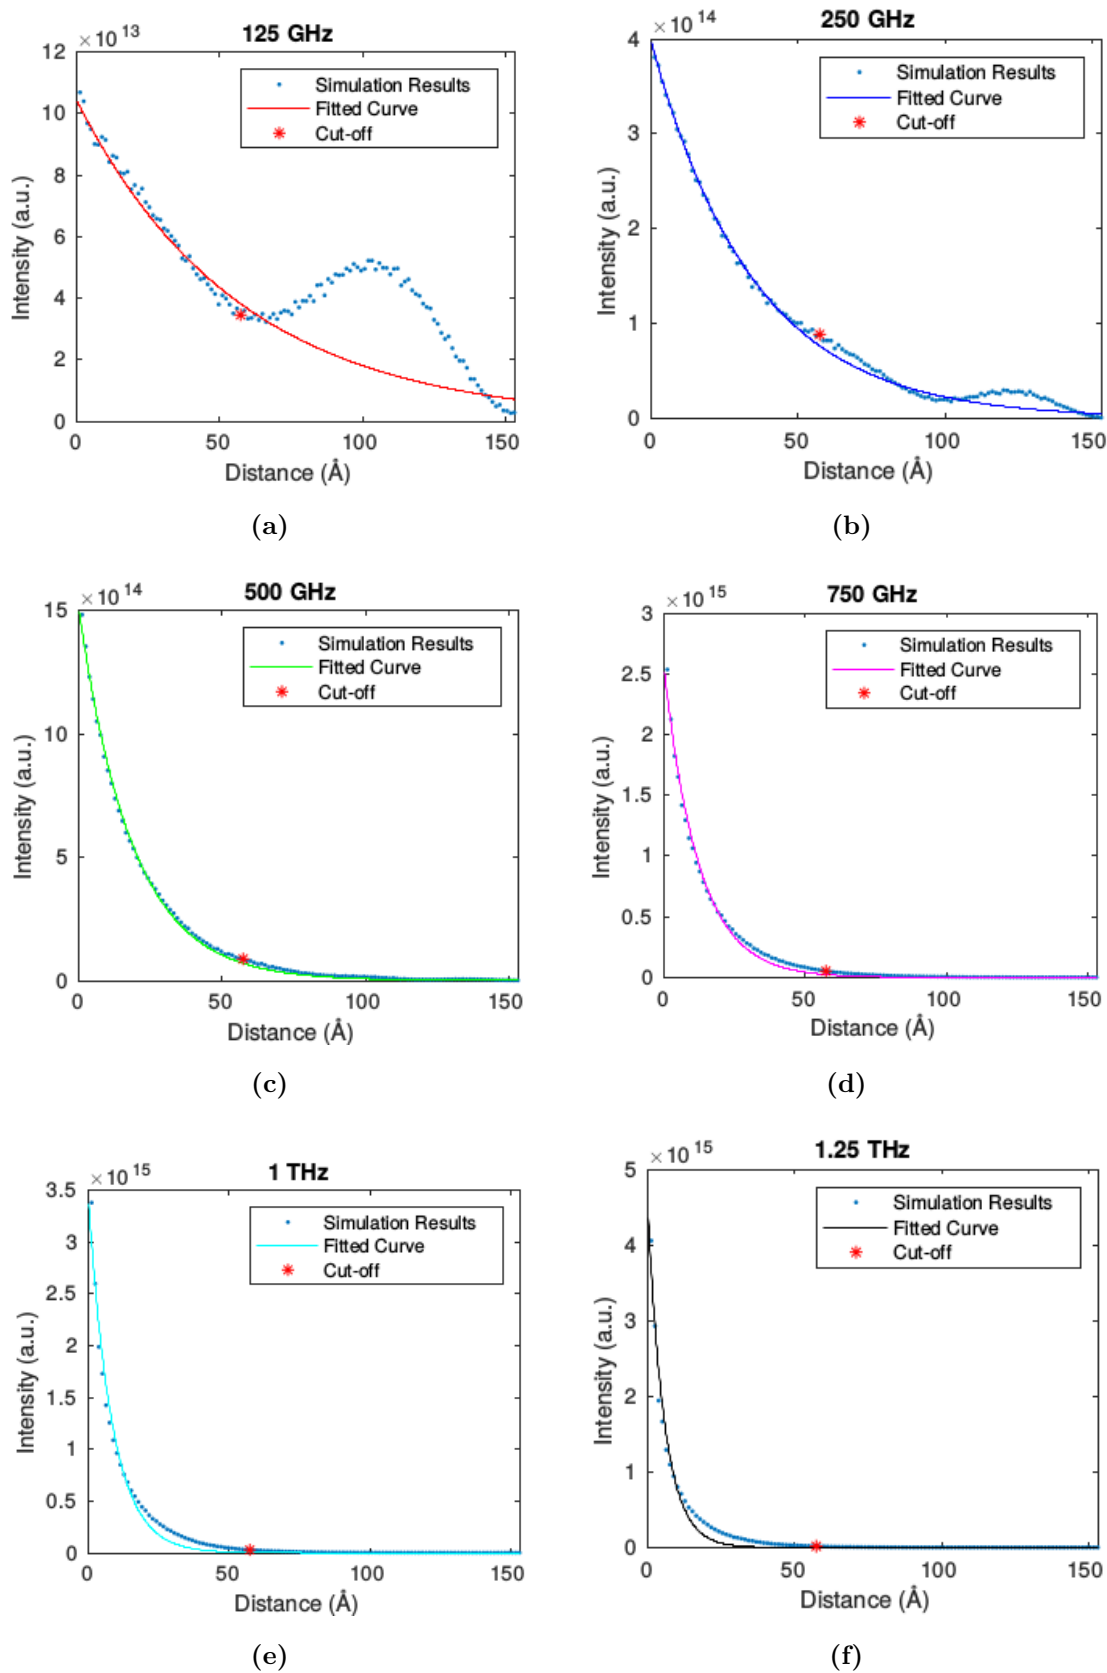 125 GHz
×10 13
12
10
8
6
4
2
0
0 50 100 150
Intensity (a.u.)
Distance (Å)
Simulation Results
Fitted Curve
Cut-off
(a)
250 GHz
×10 14
4
3
2
1
0
0 50 100 150
Intensity (a.u.)
Distance (Å)
Simulation Results
Fitted Curve
Cut-off
(b)
500 GHz
×10 14
15
10
5
0
0 50 100 150
Intensity (a.u.)
Distance (Å)
Simulation Results
Fitted Curve
Cut-off
(c)
750 GHz
×10 15
3
2.5
2
1.5
1
0.5
0
0 50 100 150
Intensity (a.u.)
Distance (Å)
Simulation Results
Fitted Curve
Cut-off
(d)
1 THz
×10 15
3.5
3
2.5
2
1.5
1
0.5
0
0 50 100 150
Intensity (a.u.)
Distance (Å)
Simulation Results
Fitted Curve
Cut-off
(e)
1.25 THz
×10 15
5
4
3
2
1
0
0 50 100 150
Intensity (a.u.)
Distance (Å)
Simulation Results
Fitted Curve
Cut-off
(f)